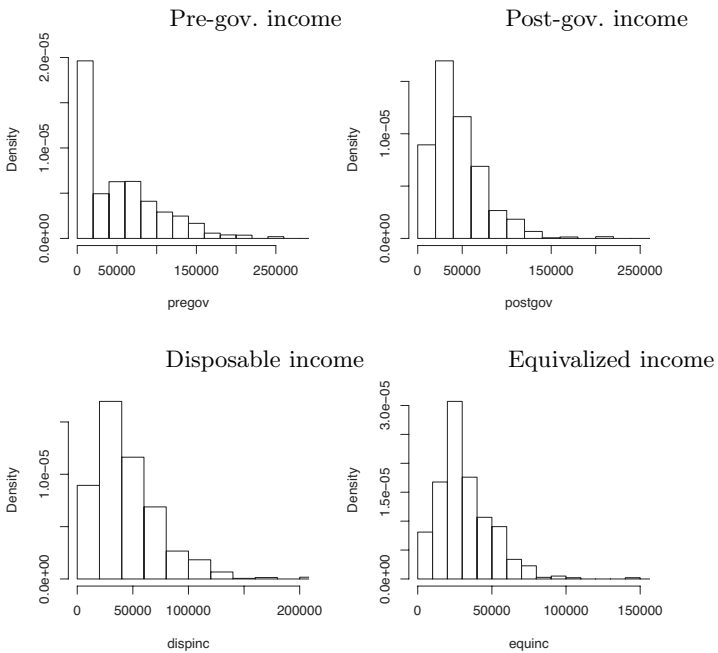 Pre-gov. income
Density
0.0e+00 1.0e−05 2.0e−05
0 50000 150000 250000
pregov
Post-gov. income
Density
0.0e+00 1.0e−05
0 50000 150000 250000
postgov
Disposable income
Density
0.0e+00 1.0e−05
0 50000 100000 200000
dispinc
Equivalized income
Density
0.0e+00 1.5e−05 3.0e−05
0 50000 100000 150000
equinc